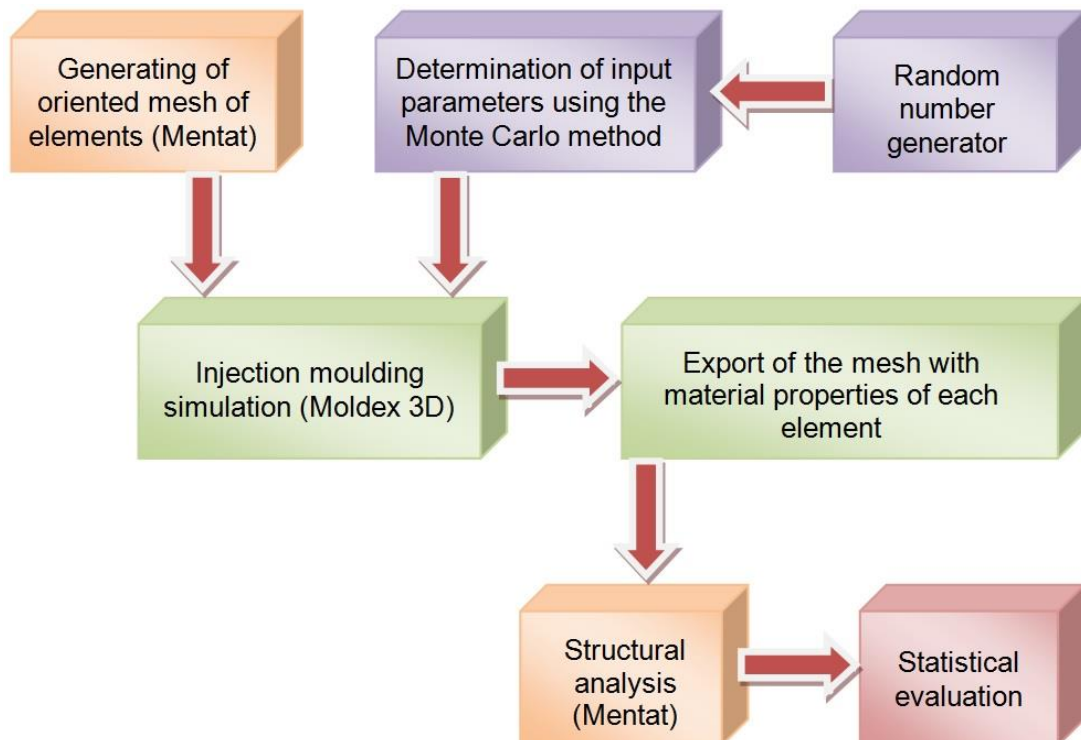 Generating of
oriented mesh of
elements (Mentat)
Determination of input
parameters using the
Monte Carlo method
Random
number
generator
Injection moulding
simulation (Moldex 3D)
Export of the mesh with
material properties of each
element
Structural
analysis
(Mentat)
Statistical
evaluation